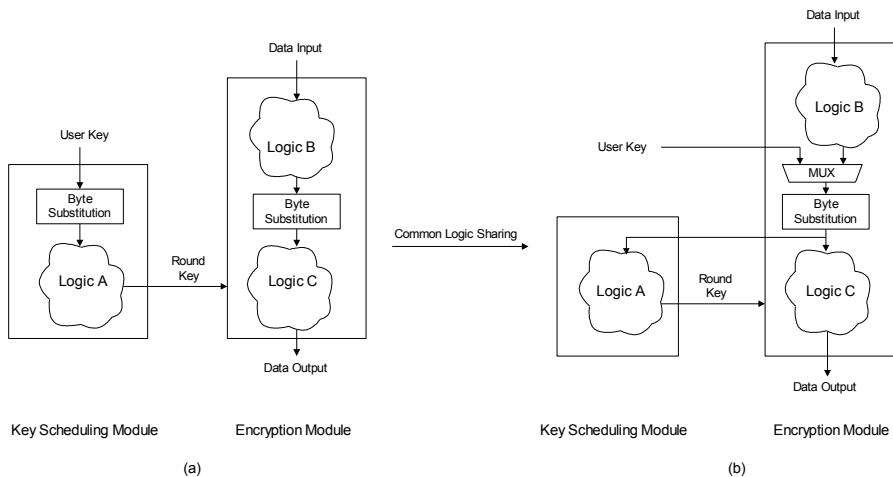 Data Input
Logic B
User Key
Byte
Substitution
Byte
Substitution
Logic A
Round
Key
Logic C
Data Output
Key Scheduling Module
Encryption Module
(a)
Common Logic Sharing
Data Input
Logic B
User Key
MUX
Byte
Substitution
Logic A
Round
Key
Logic C
Data Output
Key Scheduling Module
Encryption Module
(b)